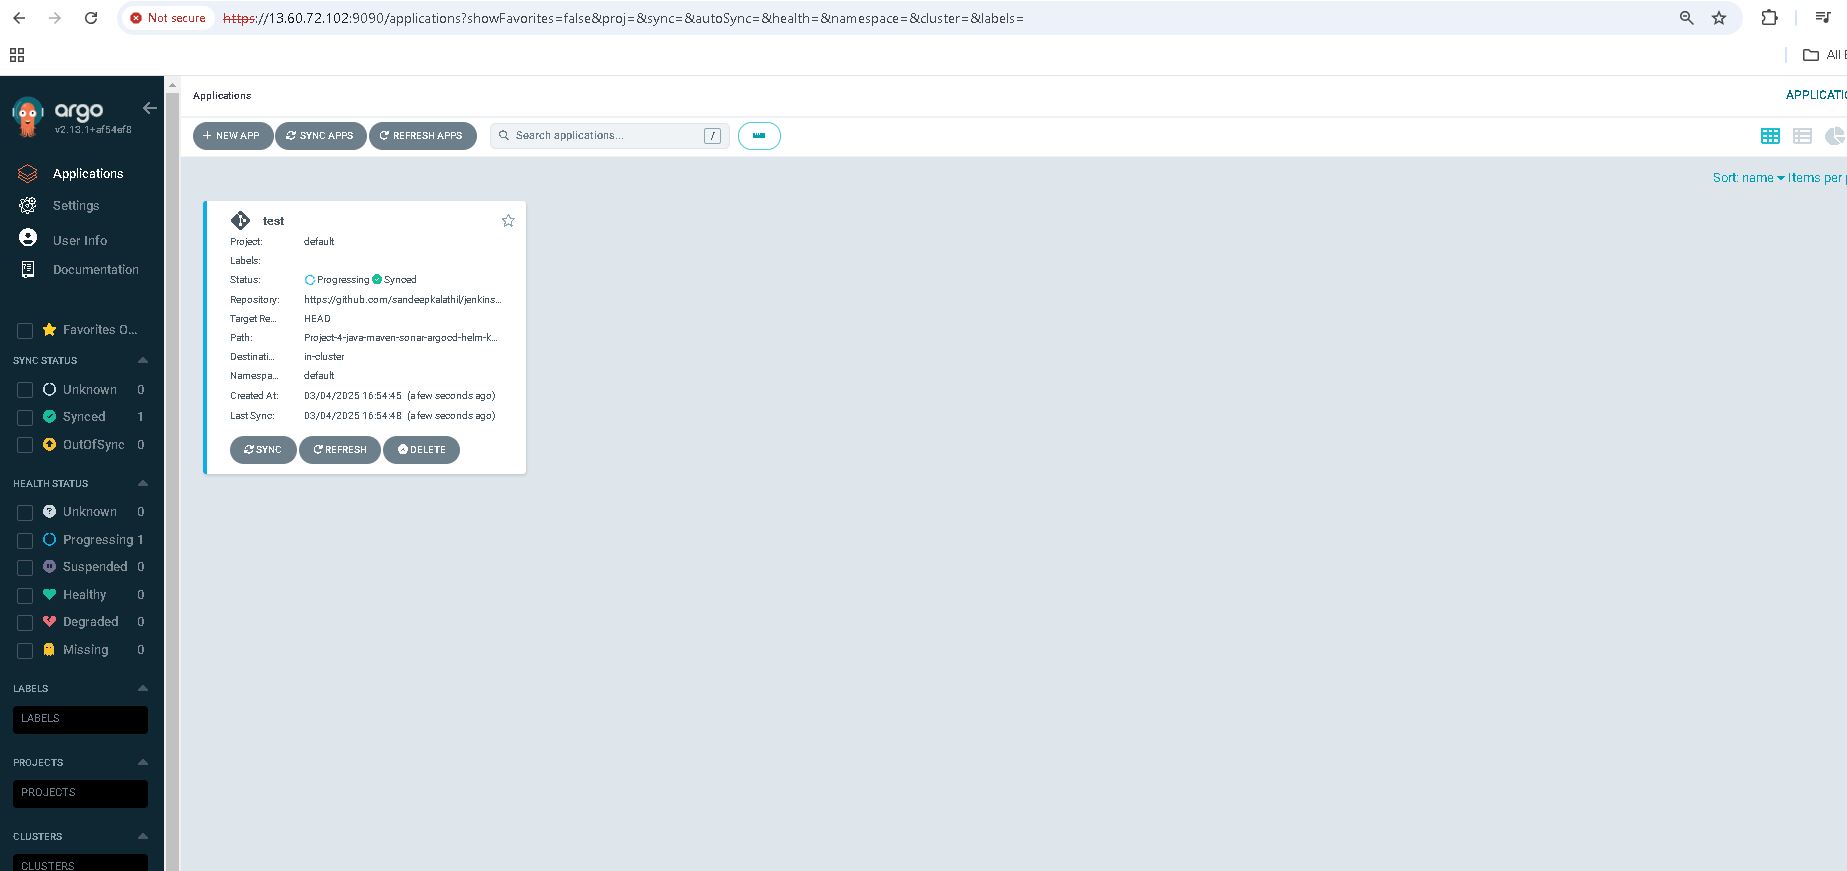 Not secure https://13.60.72.102:9090/applications?showFavorites=false&proj=&sync=&autoSync=&health=&namespace=&cluster=&labels=
All
argo
v2.13.1+af54ef8
Applications
Settings
User Info
Documentation
Favorites O...
SYNC STATUS
Unknown 0
Synced 1
OutOfSync 0
HEALTH STATUS
Unknown 0
Progressing 1
Suspended 0
Healthy 0
Degraded 0
Missing 0
LABELS
LABELS
PROJECTS
PROJECTS
CLUSTERS
CLUSTERS
Applications
APPLICATIO
+ NEW APP SYNC APPS REFRESH APPS Search applications... /
Sort: name Items per
test
Project: default
Labels:
Status: Progressing Synced
Repository: https://github.com/sandeepkalathil/jenkins...
Target Re... HEAD
Path: Project-4-java-maven-sonar-argocd-helm-k...
Destinati... in-cluster
Namespa... default
Created At: 03/04/2025 16:54:45 (a few seconds ago)
Last Sync: 03/04/2025 16:54:48 (a few seconds ago)
SYNC REFRESH DELETE